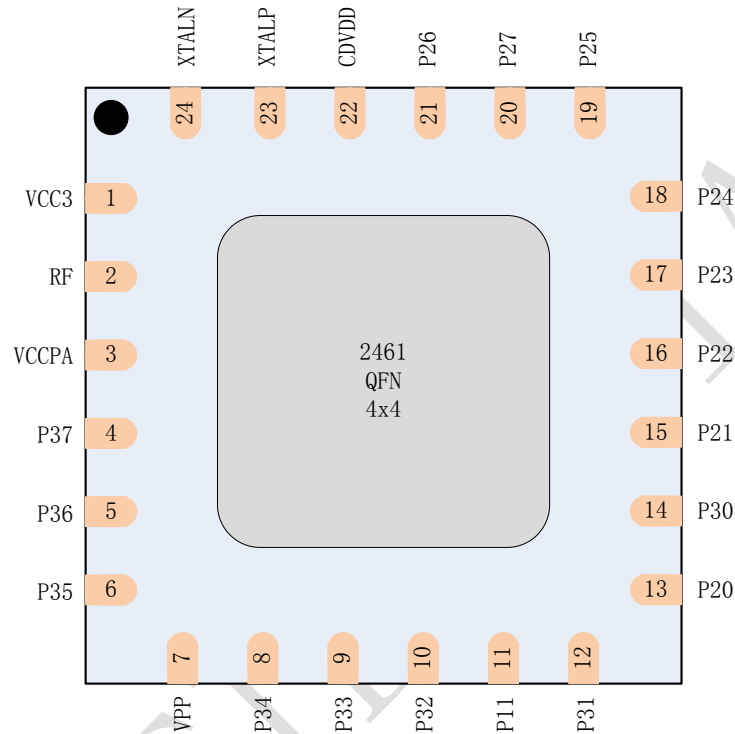 XTALN
XTALP
CDVDD
P26
P27
P25
24
23
22
21
20
19
VCC3 1
18 P24
RF 2
17 P23
VCCPA 3
16 P22
2461
QFN
4x4
P37 4
15 P21
P36 5
14 P30
P35 6
13 P20
7
8
9
10
11
12
VPP
P34
P33
P32
P11
P31